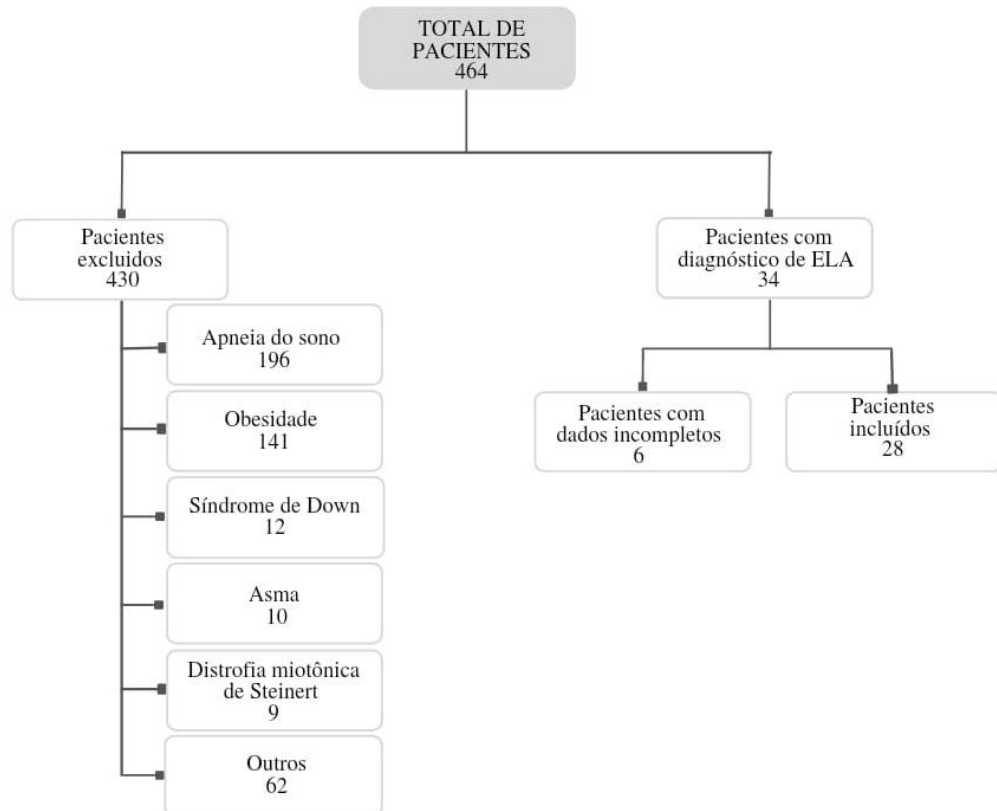 TOTAL DE
PACIENTES
464
Pacientes
excluidos
430
Pacientes com
diagnóstico de ELA
34
Apneia do sono
196
Obesidade
141
Síndrome de Down
12
Asma
10
Distrofia miotônica
de Steinert
9
Outros
62
Pacientes com
dados incompletos
6
Pacientes
incluídos
28